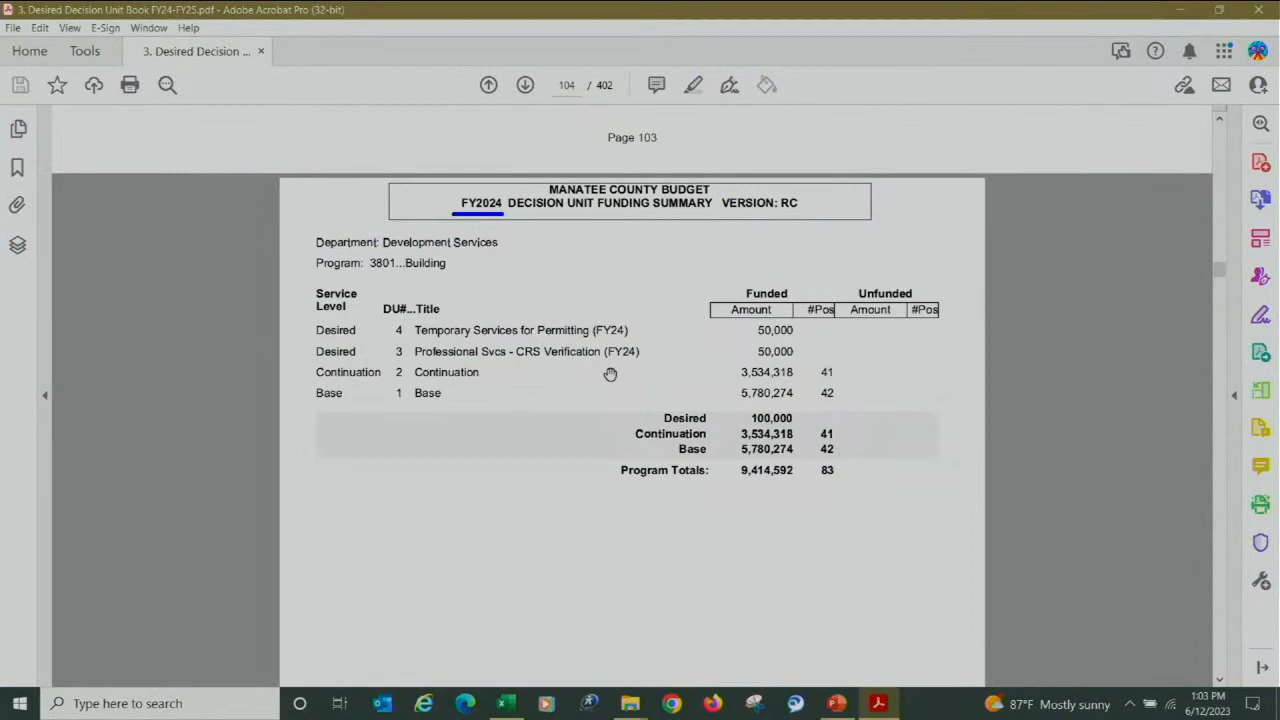 3. Desired Decision Unit Book FY24-FY25.pdf - Adobe Acrobat Pro (32-bit)
File Edit View E-Sign Window Help
Home Tools 3. Desired Decision ... ×
104 / 402
Page 103
MANATEE COUNTY BUDGET
FY2024 DECISION UNIT FUNDING SUMMARY VERSION: RC
Department: Development Services
Program: 3801...Building
Service Level DU#...Title Funded Amount #Pos Unfunded Amount #Pos
Desired 4 Temporary Services for Permitting (FY24) 50,000
Desired 3 Professional Svcs - CRS Verification (FY24) 50,000
Continuation 2 Continuation 3,534,318 41
Base 1 Base 5,780,274 42
Desired 100,000
Continuation 3,534,318 41
Base 5,780,274 42
Program Totals: 9,414,592 83
Type here to search
87°F Mostly sunny
1:03 PM
6/12/2023